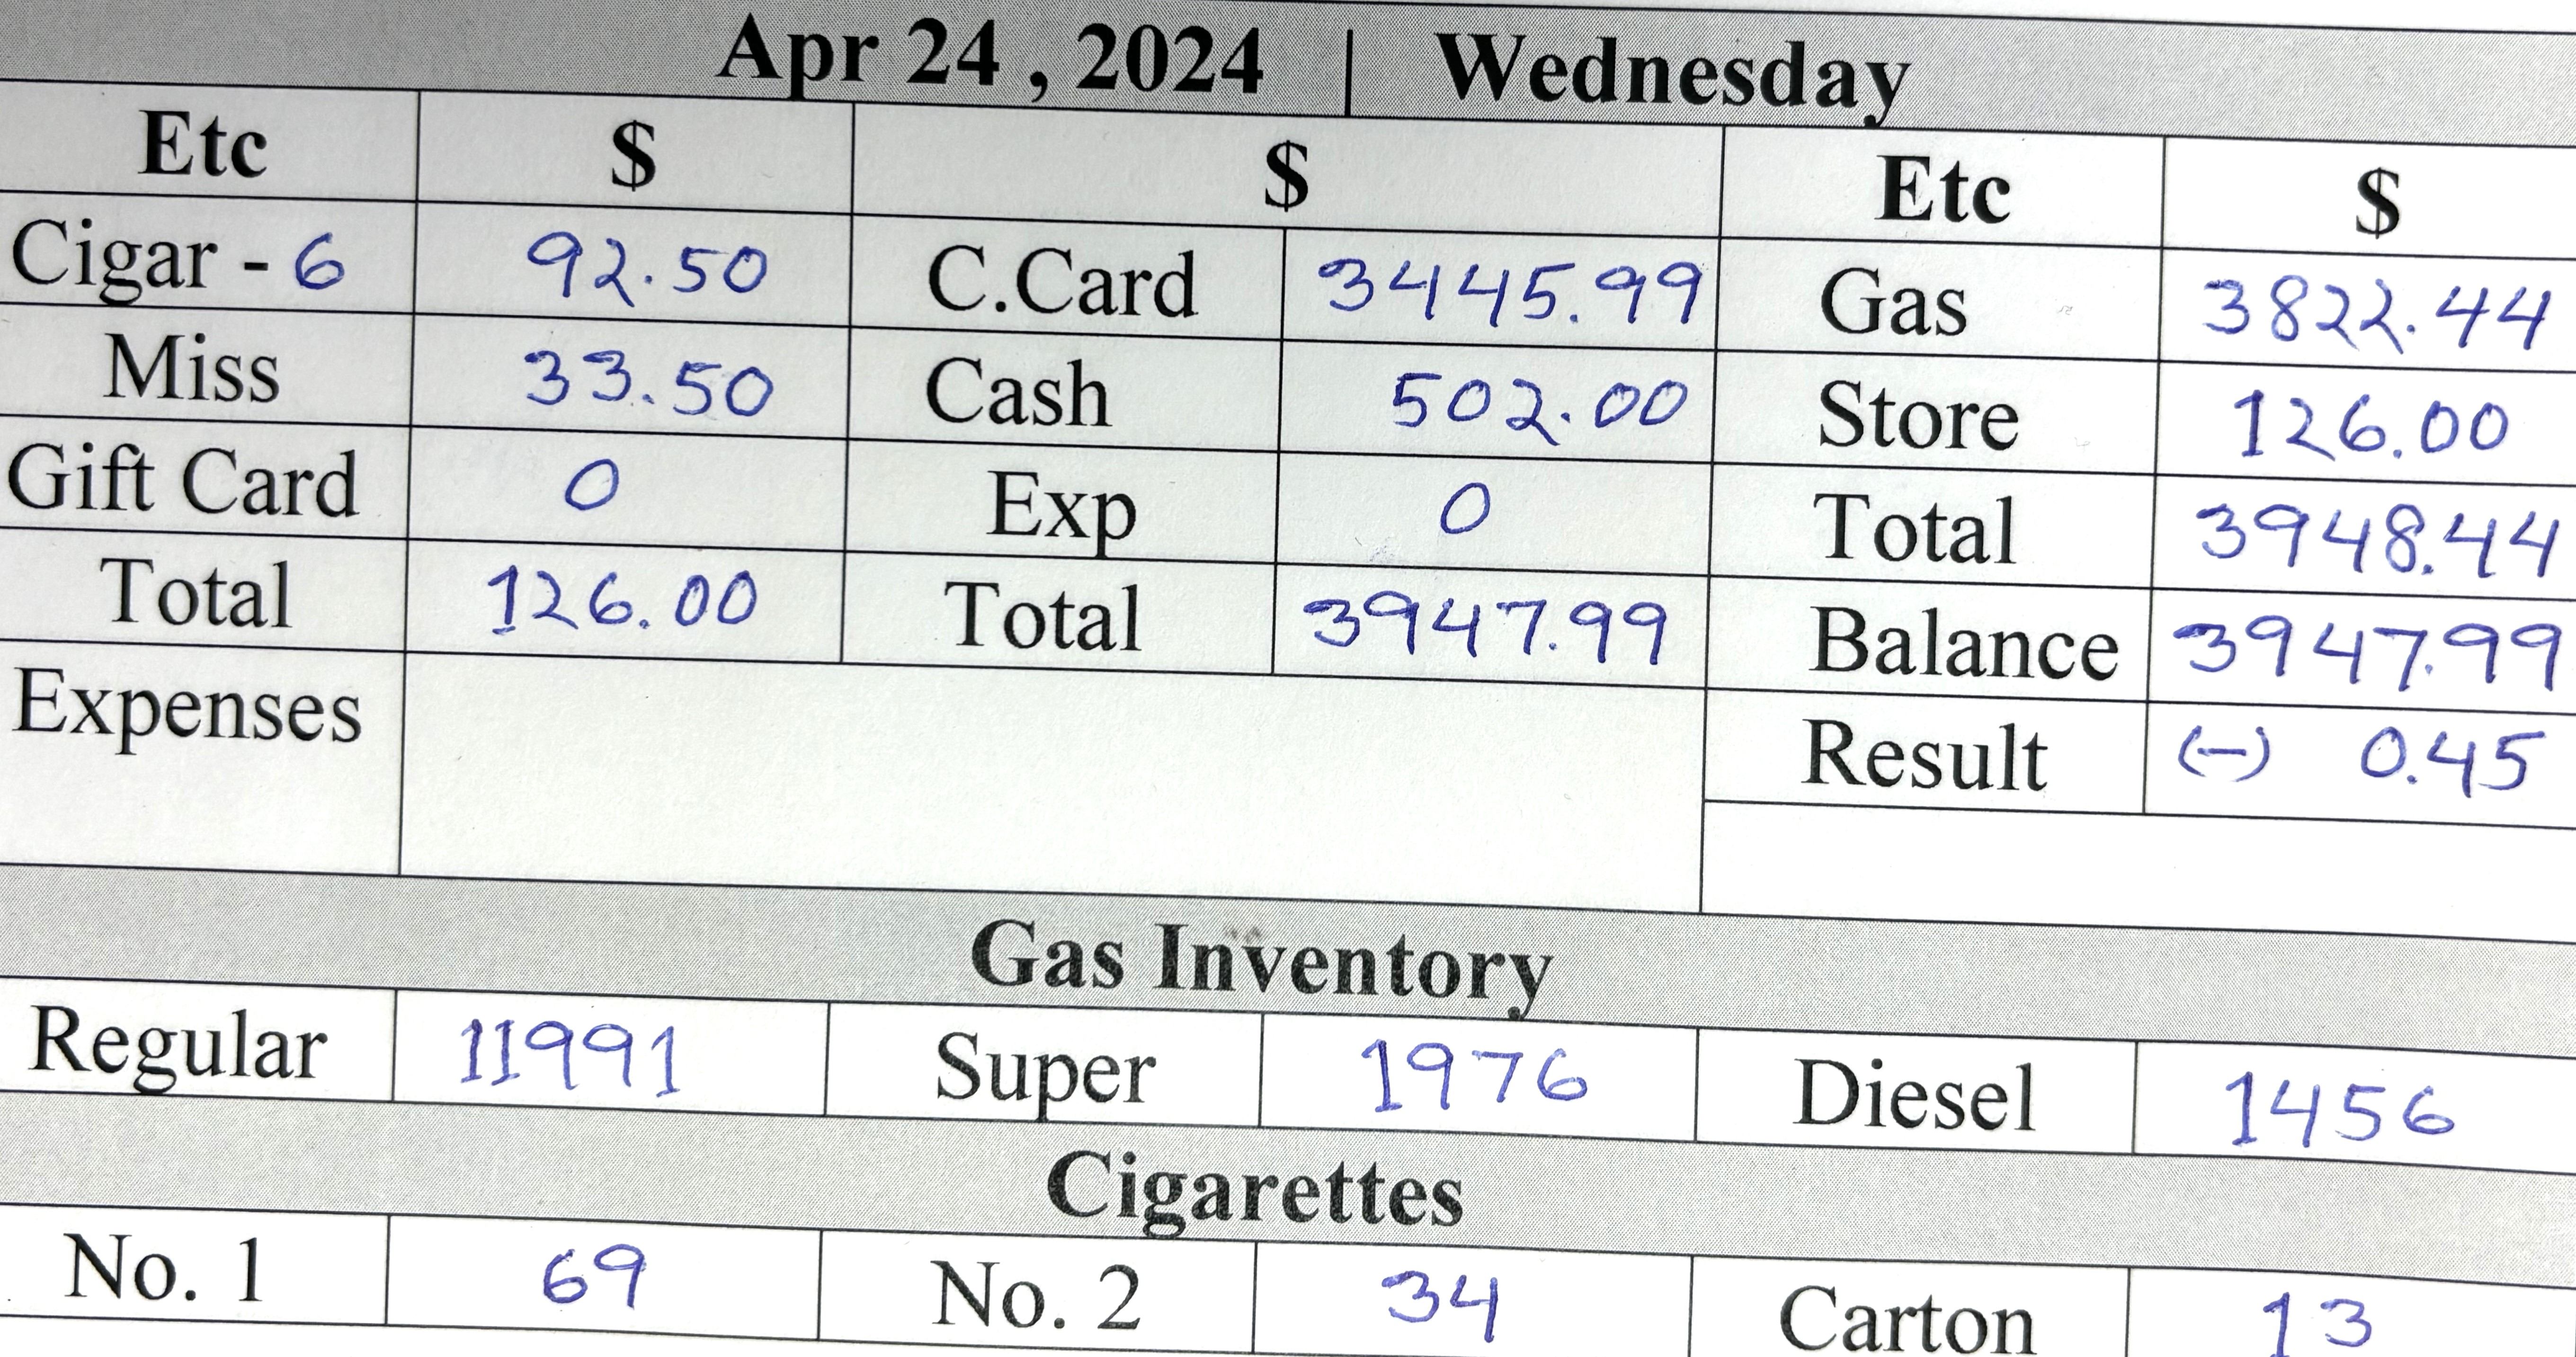 Apr 24 , 2024 | Wednesday
Etc $ $ Etc $
Cigar - 6 92.50 C.Card 3445.99 Gas 3822.44
Miss 33.50 Cash 502.00 Store 126.00
Gift Card 0 Exp 0 Total 3948.44
Total 126.00 Total 3947.99 Balance 3947.99
Expenses Result (-) 0.45
Gas Inventory
Regular 11991 Super 1976 Diesel 1456
Cigarettes
No. 1 69 No. 2 34 Carton 13